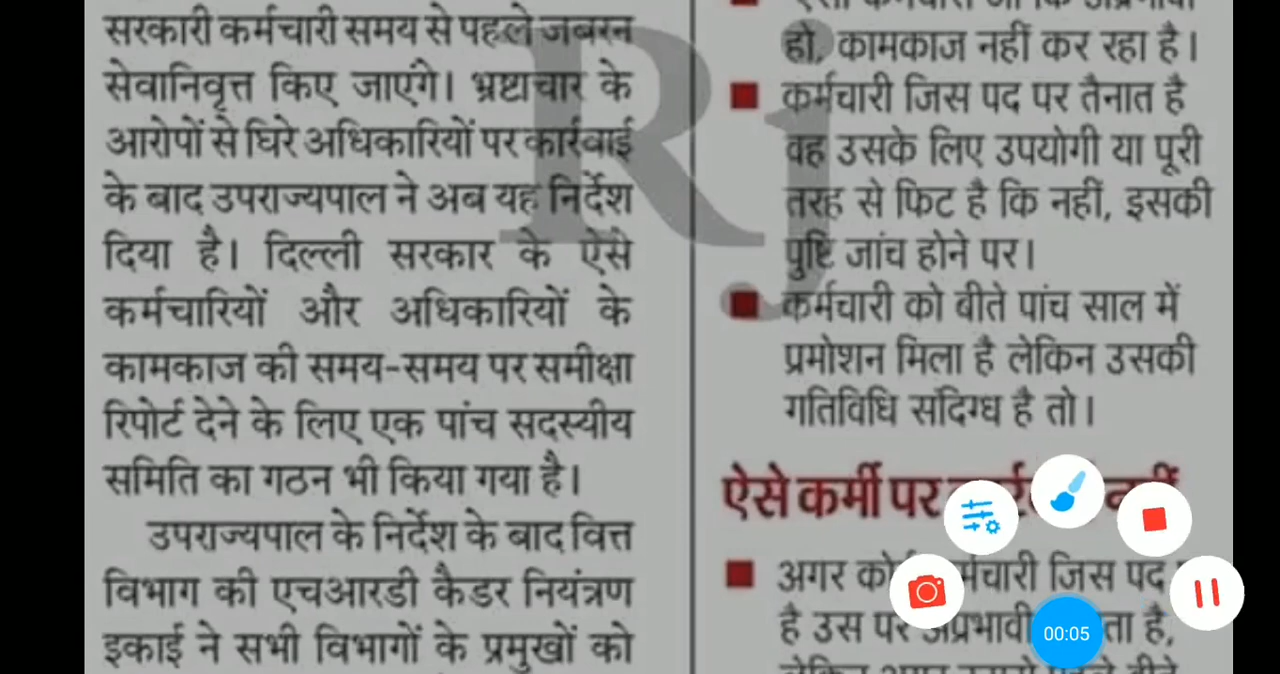 सरकारी कर्मचारी समय से पहले जबरन
सेवानिवृत्त किए जाएंगे। भ्रष्टाचार के
आरोपों से घिरे अधिकारियों पर कार्रवाई
के बाद उपराज्यपाल ने अब यह निर्देश
दिया है। दिल्ली सरकार के ऐसे
कर्मचारियों और अधिकारियों के
कामकाज की समय-समय पर समीक्षा
रिपोर्ट देने के लिए एक पांच सदस्यीय
समिति का गठन भी किया गया है।
उपराज्यपाल के निर्देश के बाद वित्त
विभाग की एचआरडी कैडर नियंत्रण
इकाई ने सभी विभागों के प्रमुखों को
हो, कामकाज नहीं कर रहा है।
कर्मचारी जिस पद पर तैनात है
वह उसके लिए उपयोगी या पूरी
तरह से फिट है कि नहीं, इसकी
पुष्टि जांच होने पर।
कर्मचारी को बीते पांच साल में
प्रमोशन मिला है लेकिन उसकी
गतिविधि संदिग्ध है तो।
ऐसे कर्मी पर
अगर जिस पद
है उस पर है,
Rj
00:05